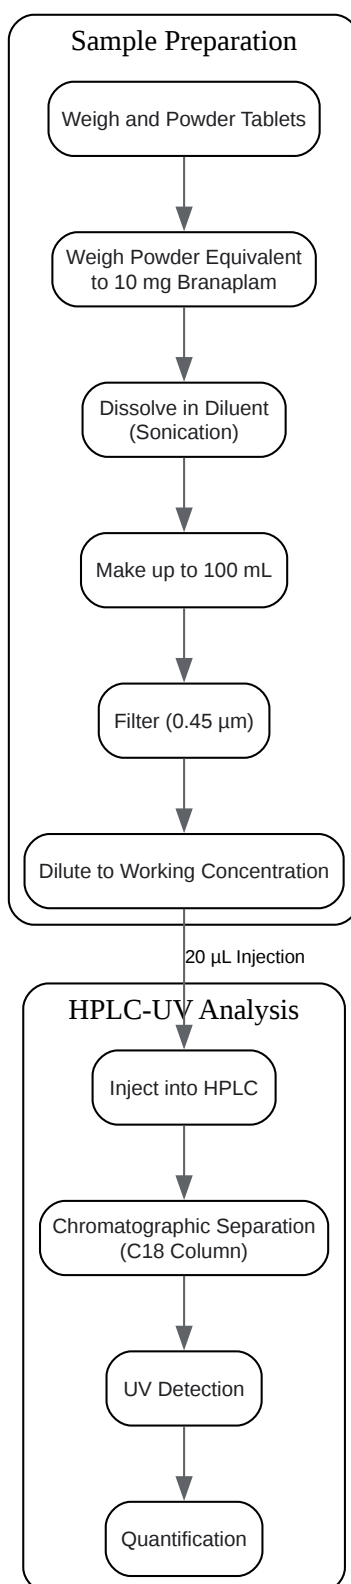 Sample Preparation
Weigh and Powder Tablets
Weigh Powder Equivalent
to 10 mg Branaplam
Dissolve in Diluent
(Sonication)
Make up to 100 mL
Filter (0.45 µm)
Dilute to Working Concentration
20 µL Injection
HPLC-UV Analysis
Inject into HPLC
Chromatographic Separation
(C18 Column)
UV Detection
Quantification